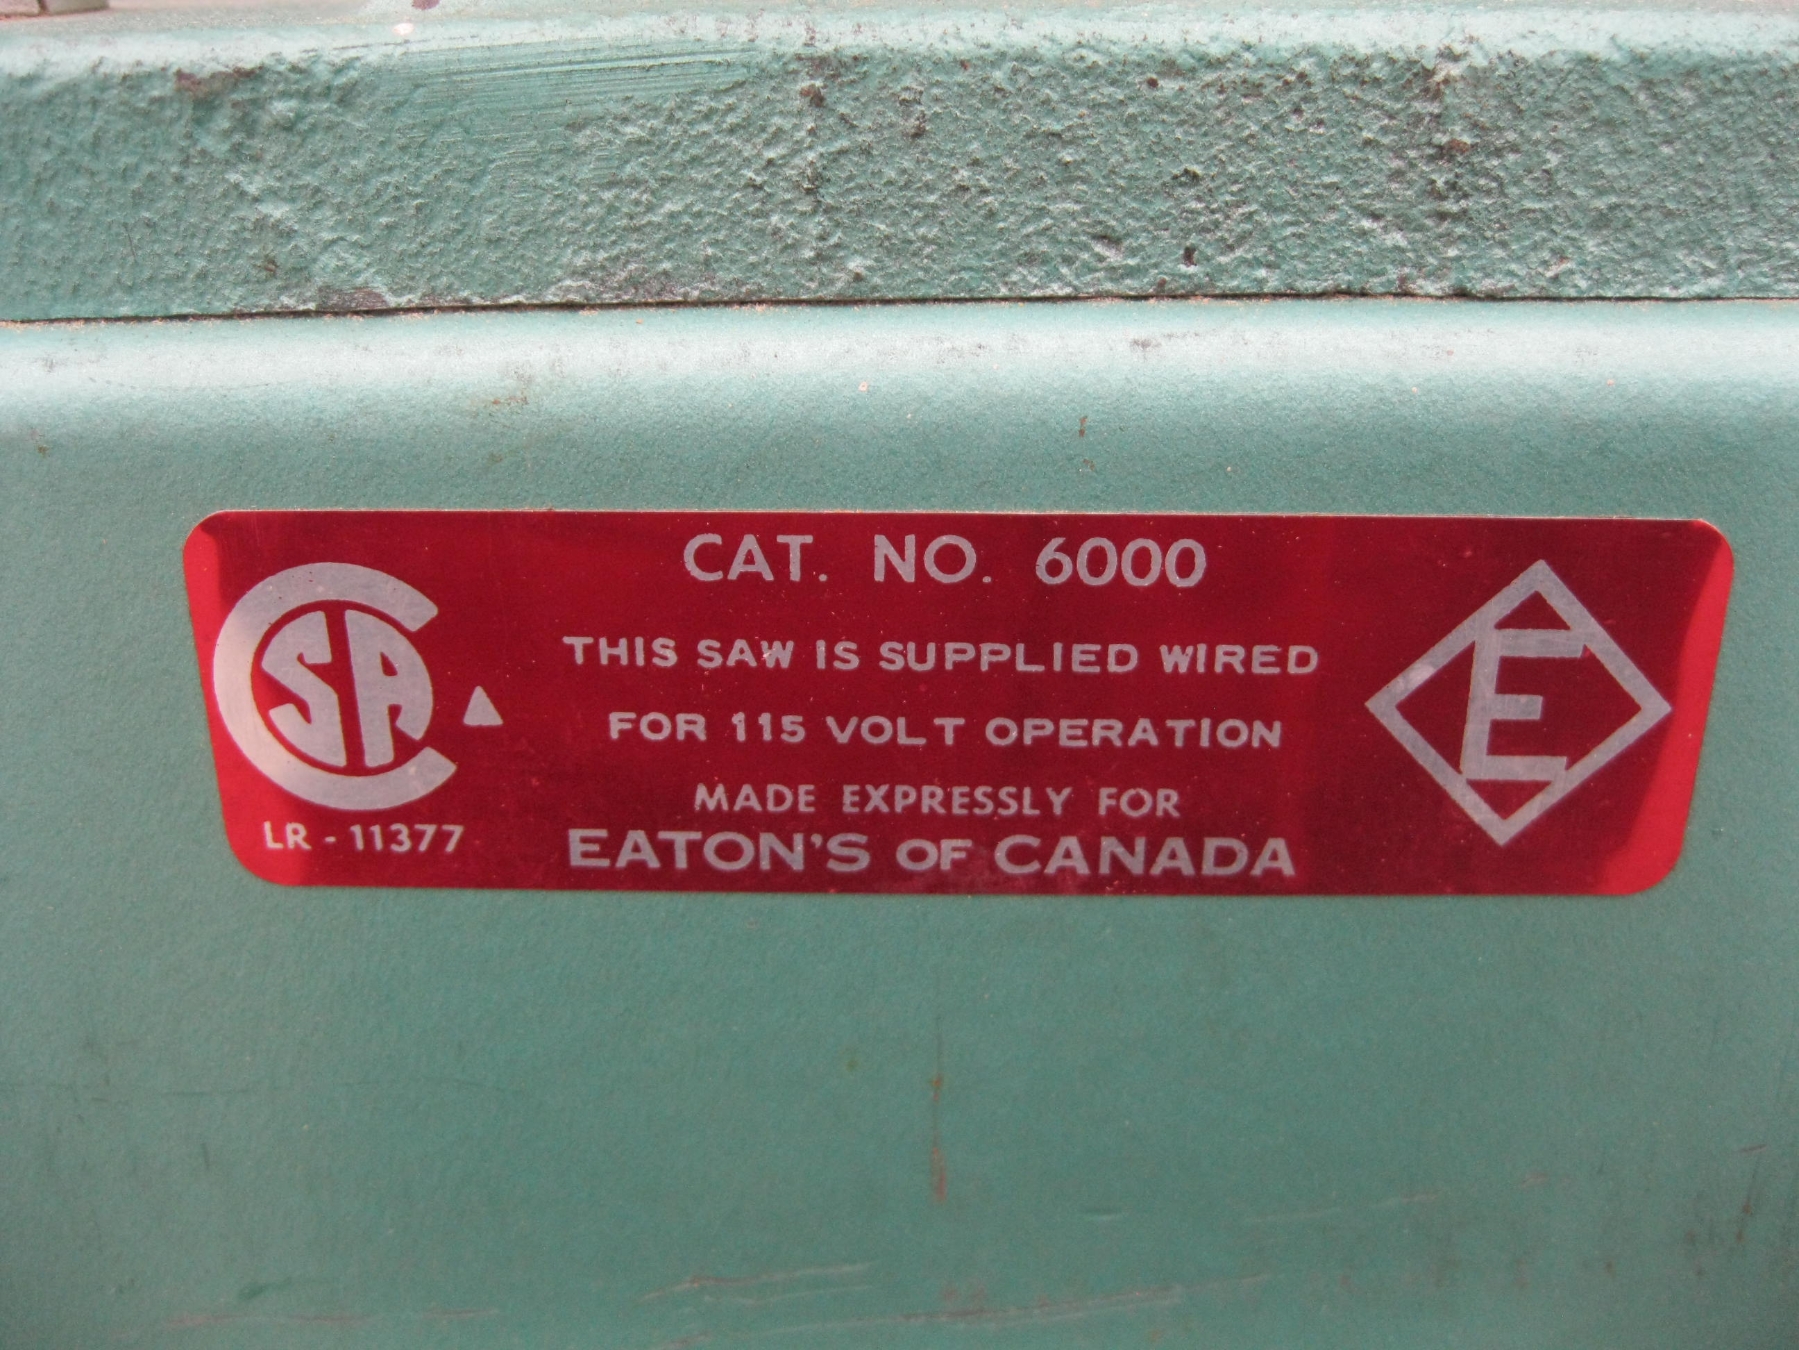 CAT. NO. 6000
THIS SAW IS SUPPLIED WIRED
FOR 115 VOLT OPERATION
MADE EXPRESSLY FOR
EATON'S OF CANADA
CSA
LR - 11377
E